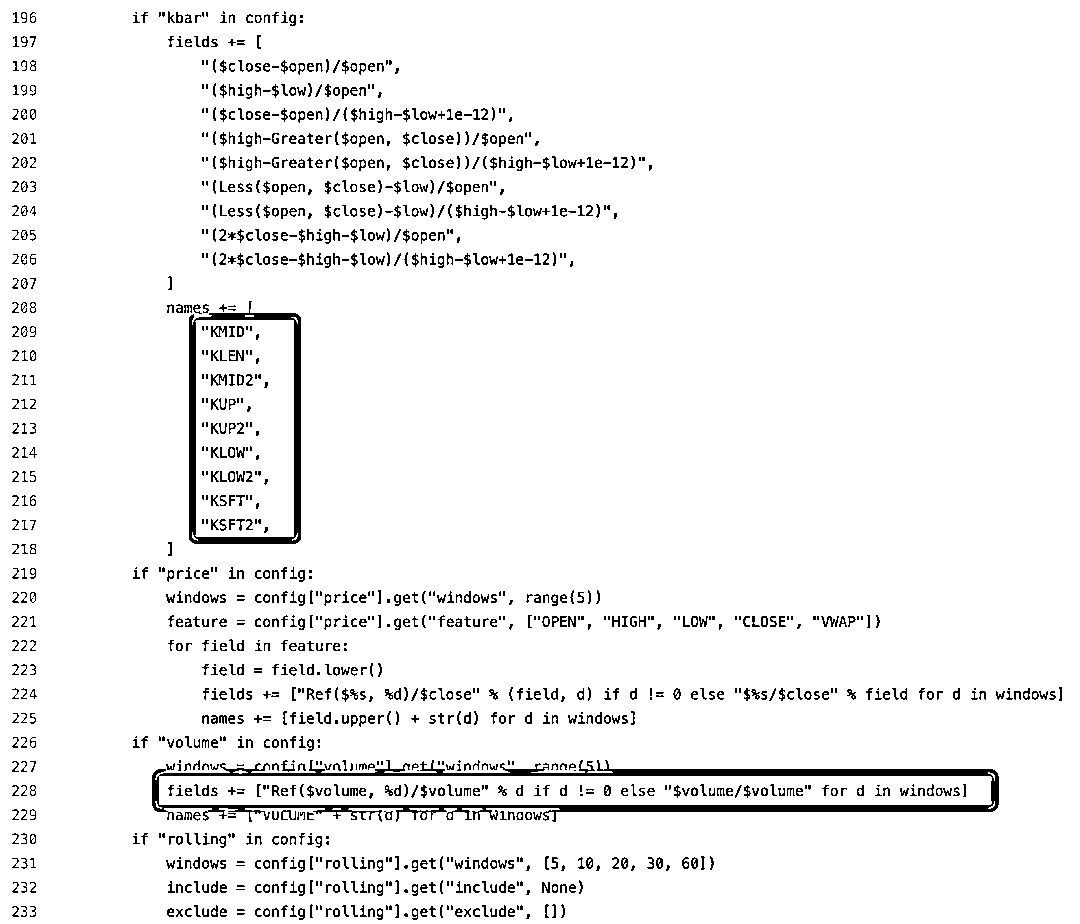 196 if "kbar" in config:
197 fields += [
198 "($close-$open)/$open",
199 "($high-$low)/$open",
200 "($close-$open)/($high-$low+1e-12)",
201 "($high-Greater($open, $close))/$open",
202 "($high-Greater($open, $close))/($high-$low+1e-12)",
203 "(Less($open, $close)-$low)/$open",
204 "(Less($open, $close)-$low)/($high-$low+1e-12)",
205 "(2*$close-$high-$low)/$open",
206 "(2*$close-$high-$low)/($high-$low+1e-12)",
207 ]
208 names += [
209 "KMID",
210 "KLEN",
211 "KMID2",
212 "KUP",
213 "KUP2",
214 "KLOW",
215 "KLOW2",
216 "KSFT",
217 "KSFT2",
218 ]
219 if "price" in config:
220 windows = config["price"].get("windows", range(5))
221 feature = config["price"].get("feature", ["OPEN", "HIGH", "LOW", "CLOSE", "VWAP"])
222 for field in feature:
223 field = field.lower()
224 fields += ["Ref($%s, %d)/$close" % (field, d) if d != 0 else "$%s/$close" % field for d in windows]
225 names += [field.upper() + str(d) for d in windows]
226 if "volume" in config:
227 windows = config["volume"].get("windows", range(5))
228 fields += ["Ref($volume, %d)/$volume" % d if d != 0 else "$volume/$volume" for d in windows]
229 names += ["VOLUME" + str(d) for d in windows]
230 if "rolling" in config:
231 windows = config["rolling"].get("windows", [5, 10, 20, 30, 60])
232 include = config["rolling"].get("include", None)
233 exclude = config["rolling"].get("exclude", [])